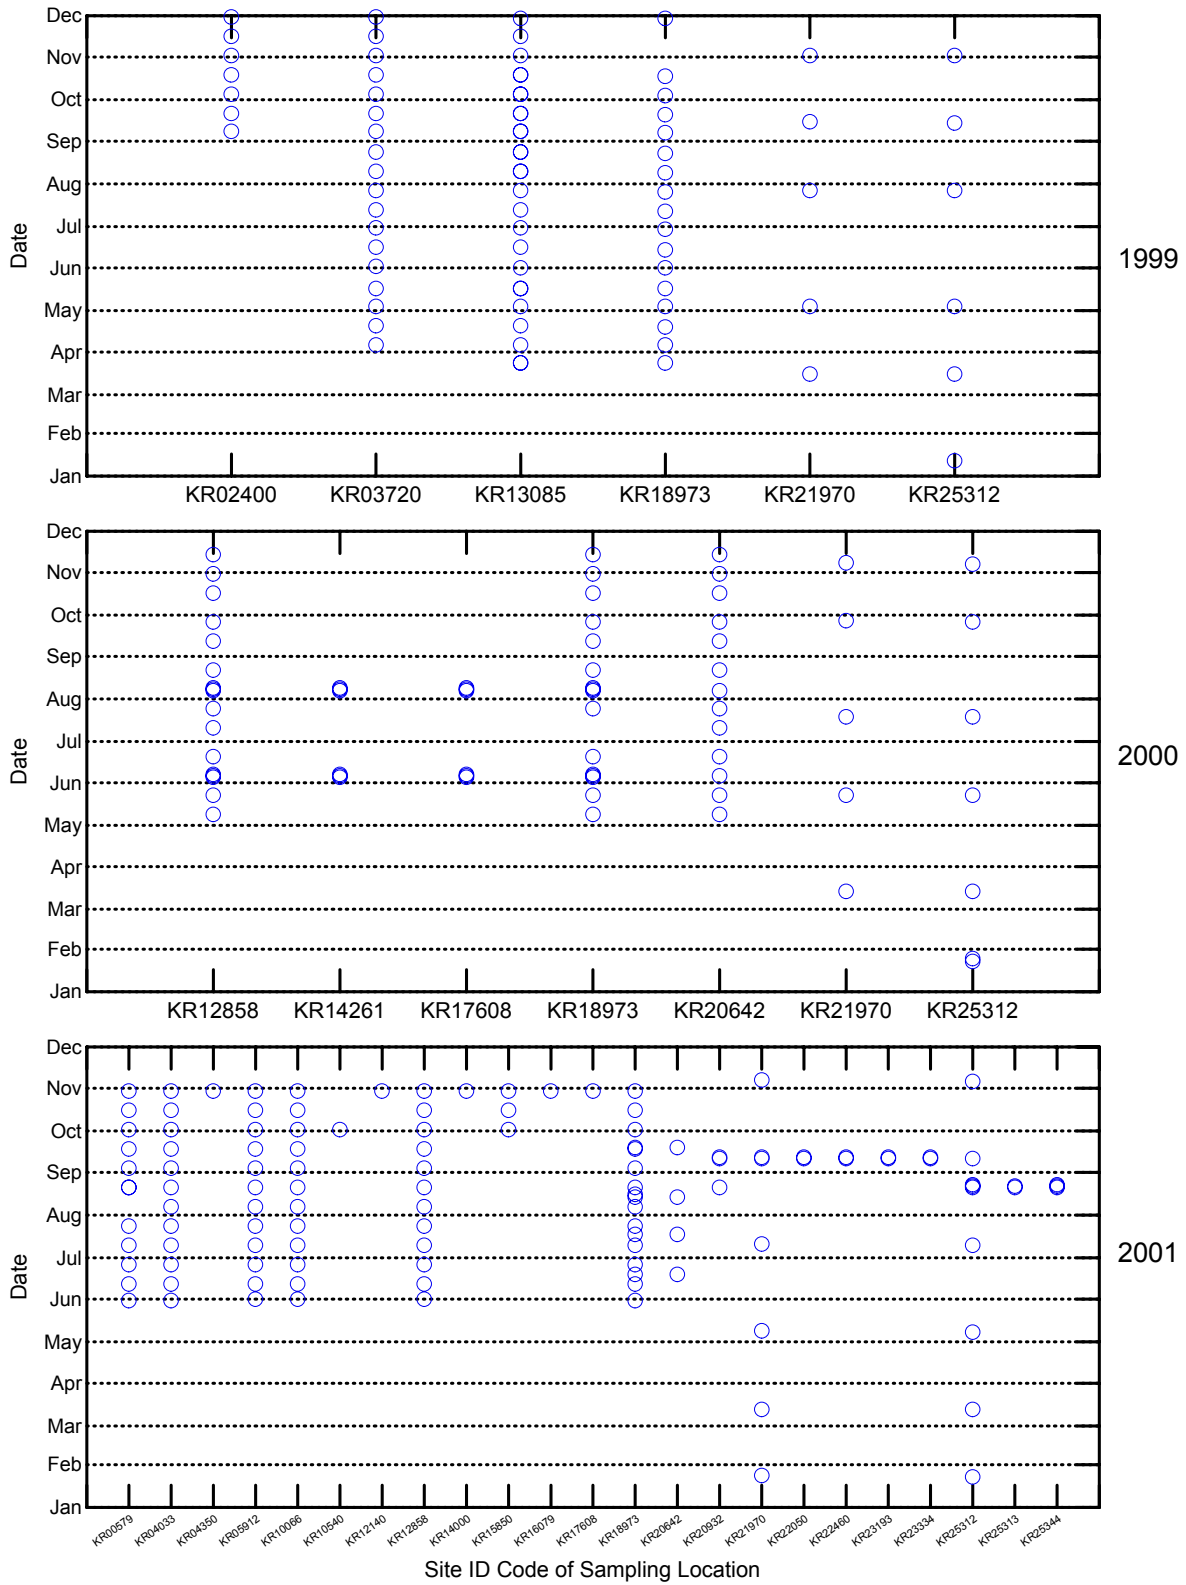 Dec
Nov
Oct
Sep
Aug
Jul
Jun
May
Apr
Mar
Feb
Jan
Date
1999
KR02400 KR03720 KR13085 KR18973 KR21970 KR25312
Dec
Nov
Oct
Sep
Aug
Jul
Jun
May
Apr
Mar
Feb
Jan
Date
2000
KR12858 KR14261 KR17608 KR18973 KR20642 KR21970 KR25312
Dec
Nov
Oct
Sep
Aug
Jul
Jun
May
Apr
Mar
Feb
Jan
Date
2001
KR00579 KR04033 KR04350 KR05912 KR10066 KR10540 KR12140 KR12858 KR14000 KR15850 KR16079 KR17608 KR18973 KR20642 KR20932 KR21970 KR22050 KR22460 KR23193 KR23334 KR25312 KR25313 KR25344
Site ID Code of Sampling Location